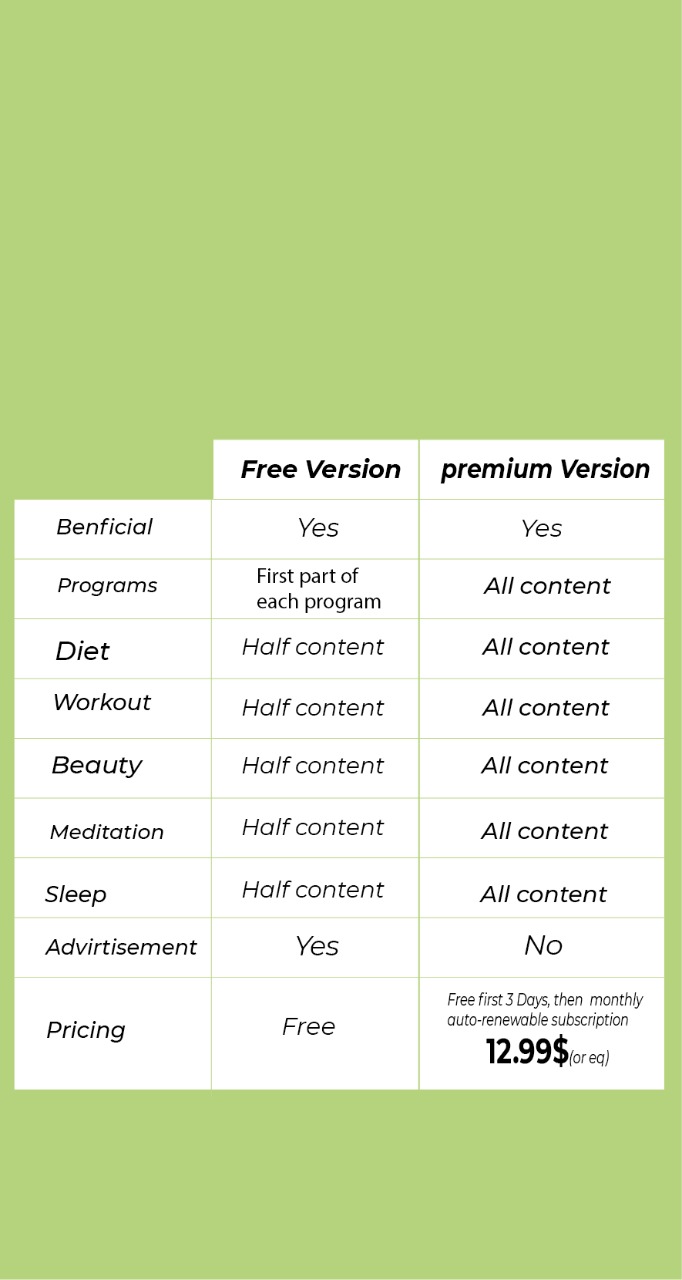 Free Version premium Version
Benficial Yes Yes
Programs First part of All content
each program
Diet Half content All content
Workout Half content All content
Beauty Half content All content
Meditation Half content All content
Sleep Half content All content
Advirtisement Yes No
Pricing Free Free first 3 Days, then monthly
auto-renewable subscription
12.99$(or eq)